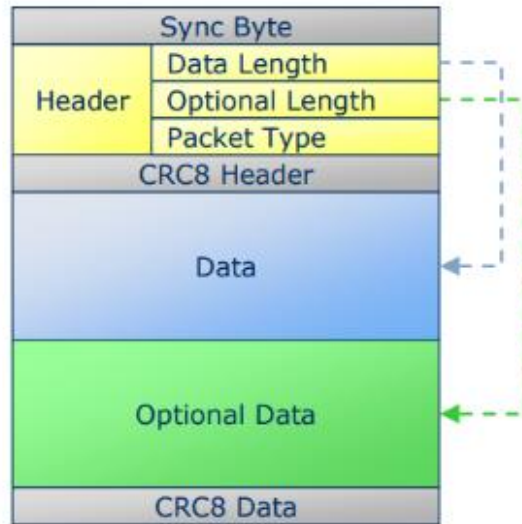 Sync Byte
Data Length
Header
Optional Length
Packet Type
CRC8 Header
Data
Optional Data
CRC8 Data